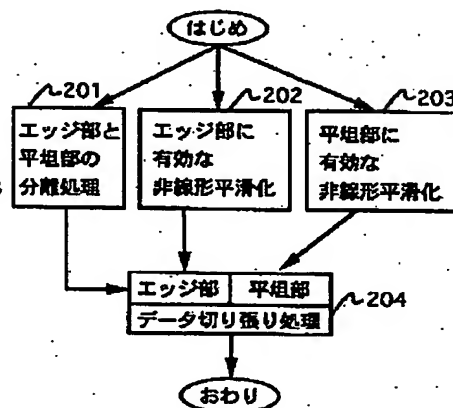 はじめ
201
202
203
エッジ部と
平坦部の
分離処理
エッジ部に
有効な
非線形平滑化
平坦部に
有効な
非線形平滑化
エッジ部
平坦部
204
データ切り張り処理
おわり